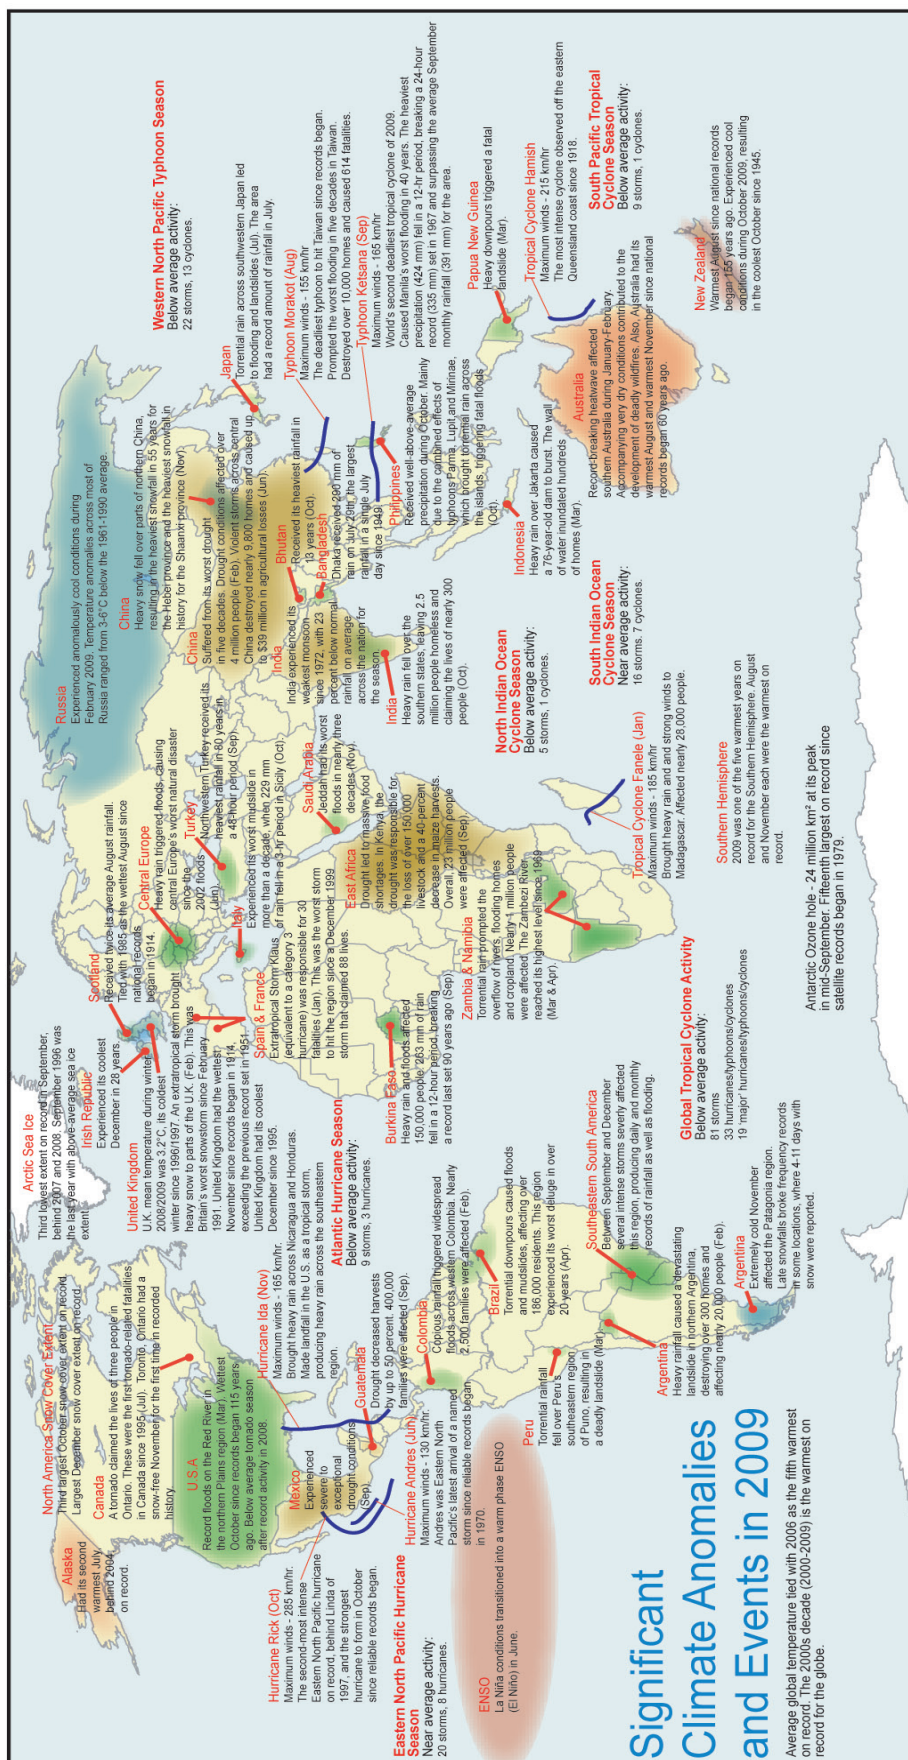 Significant
Climate Anomalies
and Events in 2009
Average global temperature tied with 2006 as the fifth warmest
on record. The 2000s decade (2000-2009) is the warmest on
record for the globe.
Alaska
Had its second
warmest July,
behind 2004,
on record.
North America Snow Cover Extent
Third largest October snow cover extent on record.
Largest December snow cover extent on record.
Canada
A tornado claimed the lives of three people in
Ontario. These were the first tornado-related fatalities
in Canada since 1995 (Jul). Toronto, Ontario had a
snow-free November for the first time in recorded
history
U.S.A
Record floods on the Red River in
the northern Plains region (Mar). Wettest
October since records began 115 years
ago. Below average tornado season
after record activity in 2008.
Mexico
Experienced
severe to
exceptional
drought conditions
(Sep).
Hurricane Rick (Oct)
Maximum winds - 285 km/hr.
The second-most intense
Eastern North Pacific hurricane
on record, behind Linda of
1997, and the strongest
hurricane to form in October
since reliable records began.
Eastern North Pacific Hurricane
Season
Near average activity:
20 storms, 8 hurricanes.
Hurricane Andres (Jun)
Maximum winds - 130 km/hr.
Andres was Eastern North
Pacific's latest arrival of a named
storm since reliable records began
in 1970.
ENSO
La Niña conditions transitioned into a warm phase ENSO
(El Niño) in June.
Hurricane Ida (Nov)
Maximum winds - 165 km/hr.
Brought heavy rain across Nicaragua and Honduras.
Made landfall in the U.S. as a tropical storm,
producing heavy rain across the southeastern
region.
Guatemala
Drought decreased harvests
by up to 50 percent. 400,000
families were affected (Sep).
Atlantic Hurricane Season
Below average activity:
9 storms, 3 hurricanes.
Colombia
Copious rainfall triggered widespread
floods across western Colombia. Nearly
2,500 families were affected (Feb).
Brazil
Torrential downpours caused floods
and mudslides, affecting over
186,000 residents. This region
experienced its worst deluge in over
20-years (Apr).
Peru
Torrential rainfall
fell over Peru's
southeastern region
of Puno, resulting in
a deadly landslide (Mar)
Southeastern South America
Between September and December
several intense storms severly affected
this region, producing daily and monthly
records of rainfall as well as flooding.
Argentina
Heavy rainfall caused a devastating
landslide in northern Argentina,
destroying over 300 homes and
affecting nearly 20,000 people (Feb).
Argentina
Extremely cold November
affected the Patagonia region.
Late snowfalls broke frequency records
in some locations, where 4-11 days with
snow were reported.
Arctic Sea Ice
Third lowest extent on record in September,
behind 2007 and 2008. September 1996 was
the last year with above-average sea ice
extent.
Irish Republic
Experienced its coolest
December in 28 years.
United Kingdom
U.K. mean temperature during winter
2008/2009 was 3.2°C, its coldest
winter since 1996/1997. An extratropical storm brought
heavy snow to parts of the U.K. (Feb). This was
Britain's worst snowstorm since February
1991. United Kingdom had the wettest
November since records began in 1914,
exceeding the previous record set in 1951.
United Kingdom had its coolest
December since 1995.
Scotland
Received twice its average August rainfall.
Tied with 1985 as the wettest August since
national records
began in 1914.
Central Europe
Heavy rain triggered floods, causing
central Europe's worst natural disaster
since the
2002 floods
(Jun).
Turkey
Northwestern Turkey received its
heaviest rainfall in 80 years in
a 48-hour period (Sep).
Italy
Experienced its worst mudslide in
more than a decade, when 229 mm
of rain fell in a 3-hr period in Sicily (Oct)
Spain & France
Extratropical Storm Klaus
(equivalent to a category 3
hurricane) was responsible for 30
fatalities (Jan). This was the worst storm
to hit the region since a December 1999
storm that claimed 88 lives.
Saudi Arabia
Jeddah had its worst
floods in nearly three
decades (Nov)
East Africa
Drought led to massive food
shortages. In Kenya, the
drought was responsible for
the loss of over 150,000
livestock and a 40-percent
decrease in maize harvest.
Overall, 23 million people
were affected (Sep).
Burkina Faso
Heavy rain and floods affected
150,000 people. 263 mm of rain
fell in a 12-hour period, breaking
a record last set 90 years ago (Sep)
Zambia & Namibia
Torrential rain prompted the
overflow of rivers, flooding homes
and cropland. Nearly 1 million people
were affected. The Zambezi River
reached its highest level since 1969
(Mar & Apr).
Tropical Cyclone Fanele (Jan)
Maximum winds - 185 km/hr
Brought heavy rain and strong winds to
Madagascar. Affected nearly 28,000 people.
Global Tropical Cyclone Activity
Below average activity:
81 storms
33 hurricanes/typhoons/cyclones
19 'major' hurricanes/typhoons/cyclones
Southern Hemisphere
2009 was one of the five warmest years on
record for the Southern Hemisphere. August
and November each were the warmest on
record.
Antarctic Ozone hole - 24 million km² at its peak
in mid-September. Fifteenth largest on record since
satellite records began in 1979.
Russia
Experienced anomalously cool conditions during
February 2009. Temperature anomalies across most of
Russia ranged from 3-6°C below the 1961-1990 average.
China
Heavy snow fell over parts of northern China,
resulting in the heaviest snowfall in 55 years for
the Hebei province and the heaviest snowfall in
history for the Shaanxi province (Nov).
China
Suffered from its worst drought
in five decades. Drought conditions affected over
4 million people (Feb). Violent storms across central
China destroyed nearly 9,800 homes and caused up
to $39 million in agricultural losses (Jun).
India
India experienced its
weakest monsoon
since 1972, with 23
percent below normal
rainfall on average
across the nation for
the season.
Bhutan
Received its heaviest rainfall in
13 years (Oct).
Bangladesh
Dhaka received 290 mm of
rain on July 29th, the largest
rainfall in a single July
day since 1949.
India
Heavy rain fell over the
southern states, leaving 2.5
million people homeless and
claiming the lives of nearly 300
people (Oct).
North Indian Ocean
Cyclone Season
Below average activity:
5 storms, 1 cyclones.
South Indian Ocean
Cyclone Season
Near average activity:
16 storms, 7 cyclones.
Western North Pacific Typhoon Season
Below average activity:
22 storms, 13 cyclones.
Japan
Torrential rain across southwestern Japan led
to flooding and landslides (Jul). The area
had a record amount of rainfall in July.
Typhoon Morakot (Aug)
Maximum winds - 155 km/hr
The deadliest typhoon to hit Taiwan since records began.
Prompted the worst flooding in five decades in Taiwan.
Destroyed over 10,000 homes and caused 614 fatalities.
Typhoon Ketsana (Sep)
Maximum winds - 165 km/hr
World's second deadliest tropical cyclone of 2009.
Caused Manila's worst flooding in 40 years. The heaviest
precipitation (424 mm) fell in a 12-hr period, breaking a 24-hour
record (335 mm) set in 1967 and surpassing the average September
monthly rainfall (391 mm) for the area.
Philippines
Received well-above-average
precipitation during October. Mainly
due to the combined effects of
typhoons Parma, Lupit and Mirinae,
which brought torrential rain across
the islands, triggering fatal floods
(Oct).
Papua New Guinea
Heavy downpours triggered a fatal
landslide (Mar).
Indonesia
Heavy rain over Jakarta caused
a 76-year-old dam to burst. The wall
of water inundated hundreds
of homes (Mar).
Tropical Cyclone Hamish
Maximum winds - 215 km/hr
The most intense cyclone observed off the eastern
Queensland coast since 1918.
Australia
Record-breaking heatwave affected
southern Australia during January-February.
Accompanying very dry conditions contributed to the
development of deadly wildfires. Also, Australia had its
warmest August and warmest November since national
records began 60 years ago.
South Pacific Tropical
Cyclone Season
Below average activity:
9 storms, 1 cyclones.
New Zealand
Warmest August since national records
began 155 years ago. Experienced cool
conditions during October 2009, resulting
in the coolest October since 1945.